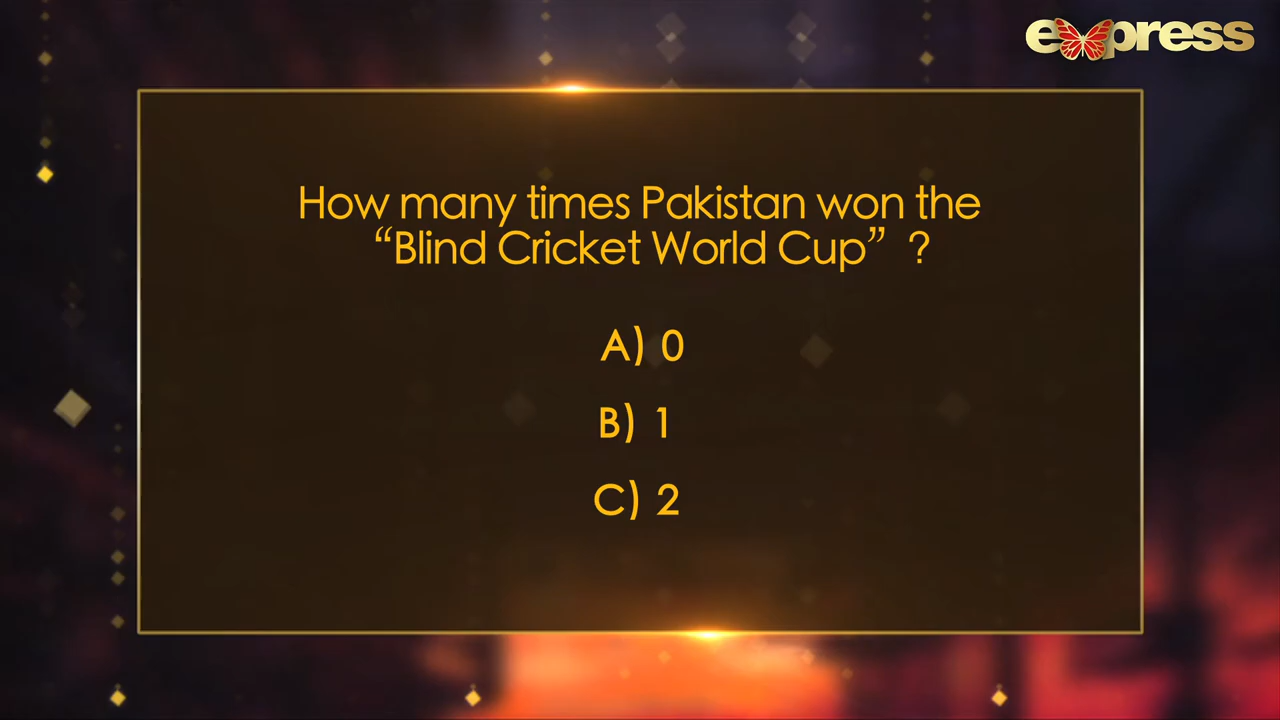 express
How many times Pakistan won the
“Blind Cricket World Cup” ?
A) 0
B) 1
C) 2